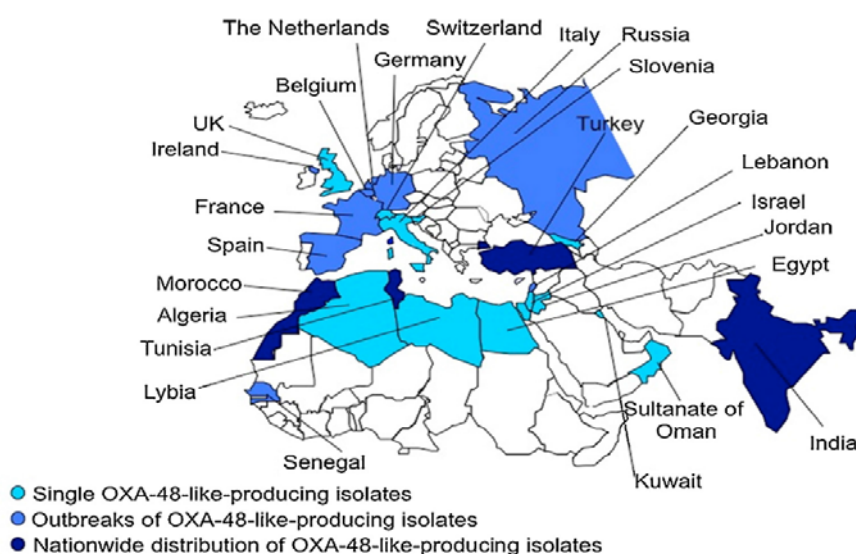 The Netherlands
Switzerland
Italy
Russia
Germany
Slovenia
Belgium
Turkey
Georgia
UK
Ireland
Lebanon
Israel
France
Jordan
Spain
Egypt
Morocco
Algeria
Tunisia
Lybia
Sultanate of
Oman
India
Senegal
Kuwait
Single OXA-48-like-producing isolates
Outbreaks of OXA-48-like-producing isolates
Nationwide distribution of OXA-48-like-producing isolates